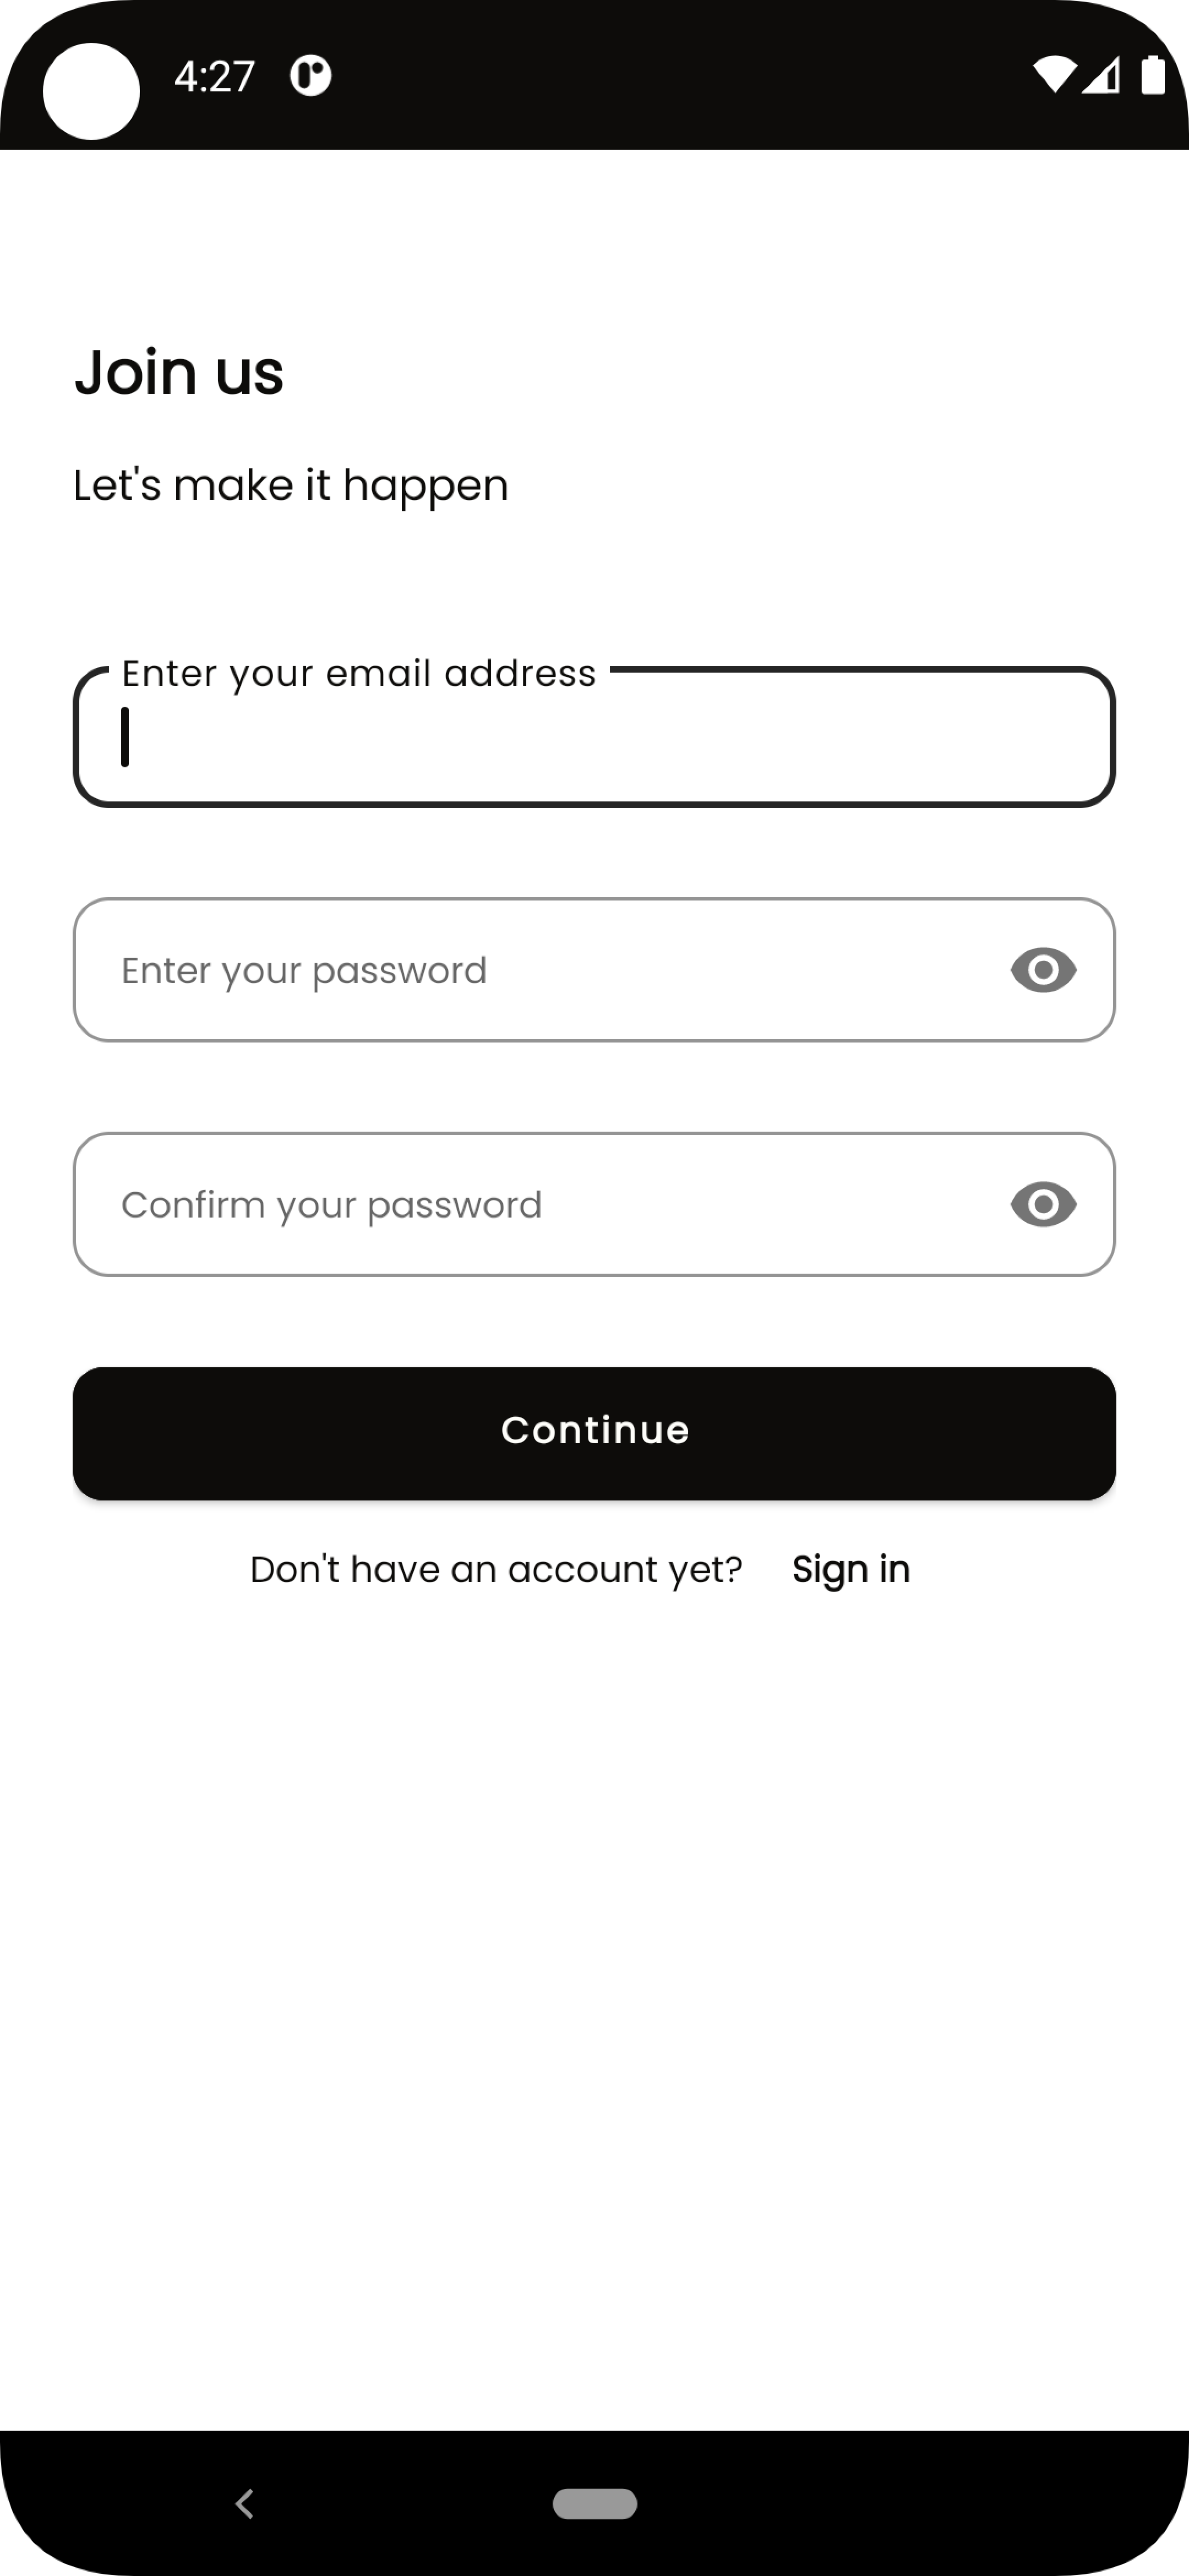 4:27
Join us
Let's make it happen
Enter your email address
Enter your password
Confirm your password
Continue
Don't have an account yet? Sign in